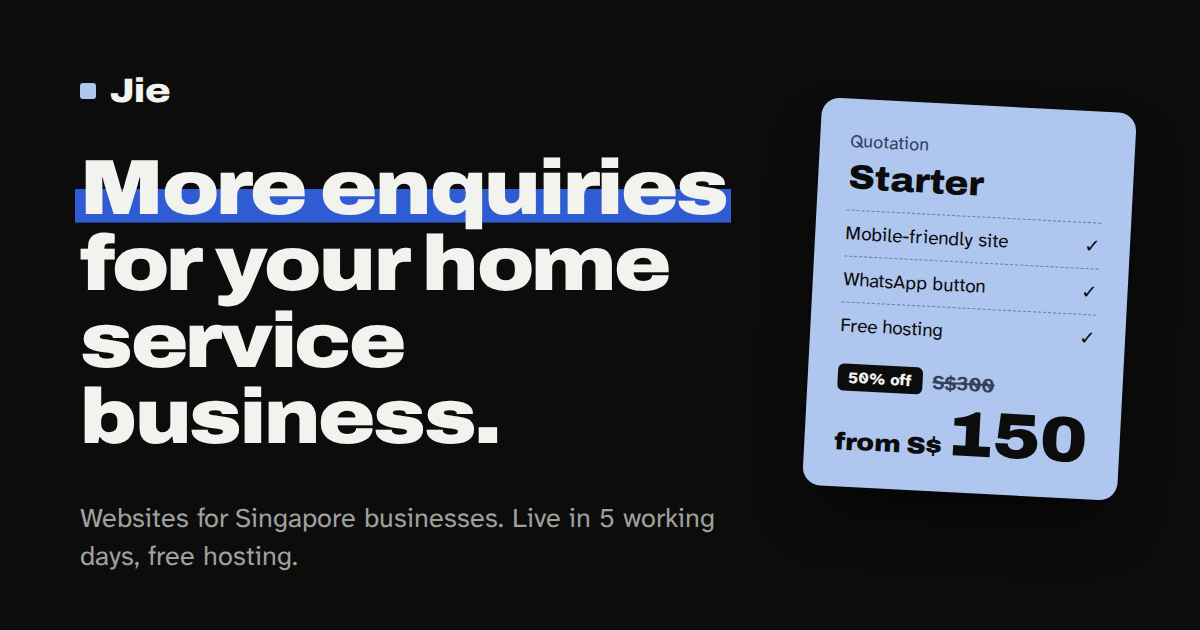 Jie
More enquiries
for your home
service
business.
Websites for Singapore businesses. Live in 5 working
days, free hosting.
Quotation
Starter
Mobile-friendly site ✓
WhatsApp button ✓
Free hosting ✓
50% off S$300
from S$ 150